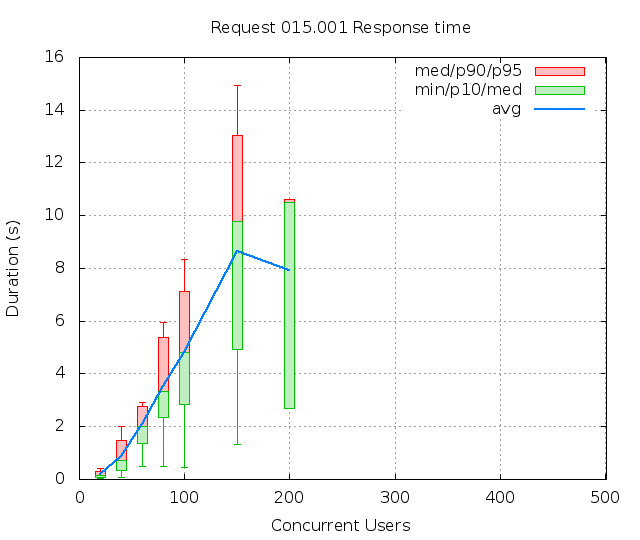 Request 015.001 Response time
med/p90/p95
min/p10/med
avg
16
14
12
10
8
6
4
2
0
Duration (s)
0 100 200 300 400 500
Concurrent Users